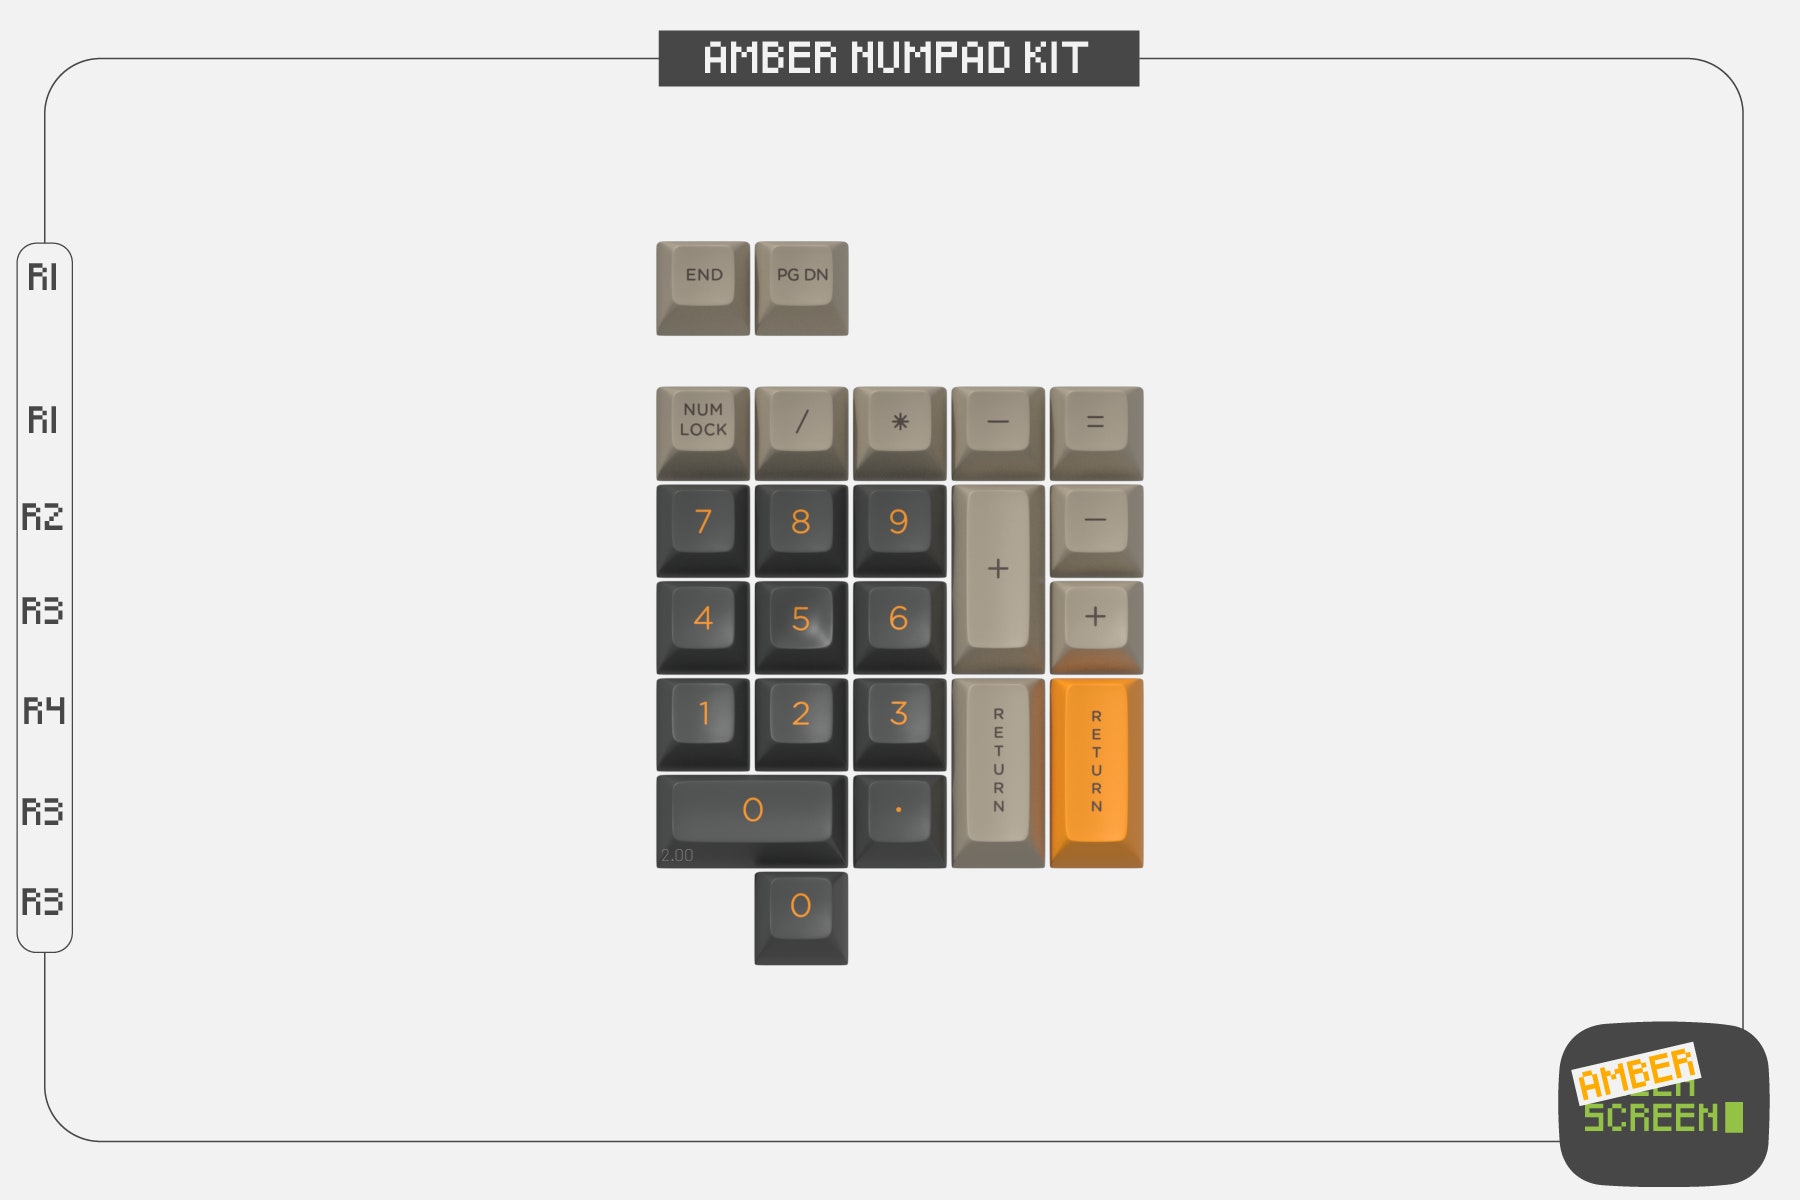 AMBER NUMPAD KIT
R1
END PG DN
R1
NUM
LOCK / * − − =
R2
7 8 9 + −
R3
4 5 6 +
R4
1 2 3
RETURN RETURN
R3
0 .
2.00
R3
0
AMBER
SCREEN